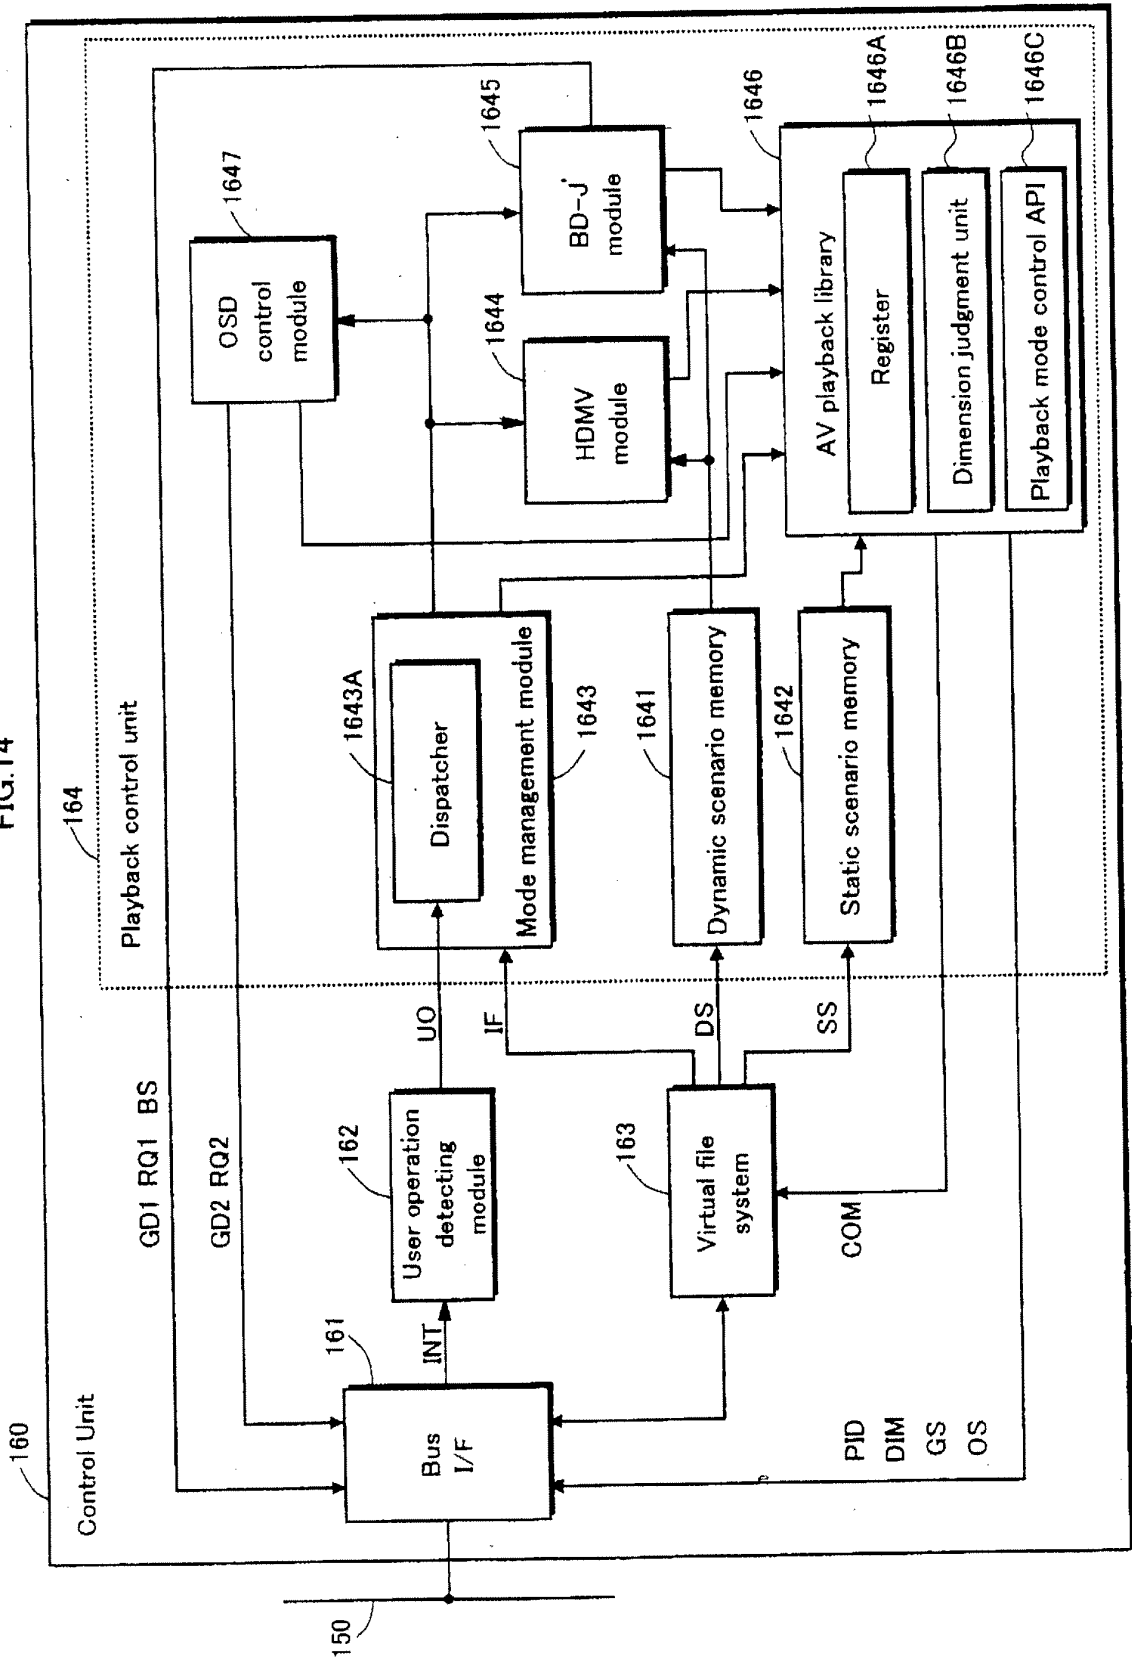 FIG.14
160
Control Unit
164
Playback control unit
GD1 RQ1 BS
GD2 RQ2
1647
OSD
control
module
1645
BD-J
module
1644
HDMV
module
1646
AV playback library
1646A
Register
1646B
Dimension judgment unit
1646C
Playback mode control API
1643A
Dispatcher
Mode management module
1643
1641
Dynamic scenario memory
1642
Static scenario memory
UO
IF
DS
SS
162
User operation
detecting
module
163
Virtual file
system
COM
161
INT
Bus
I/F
PID
DIM
GS
OS
150